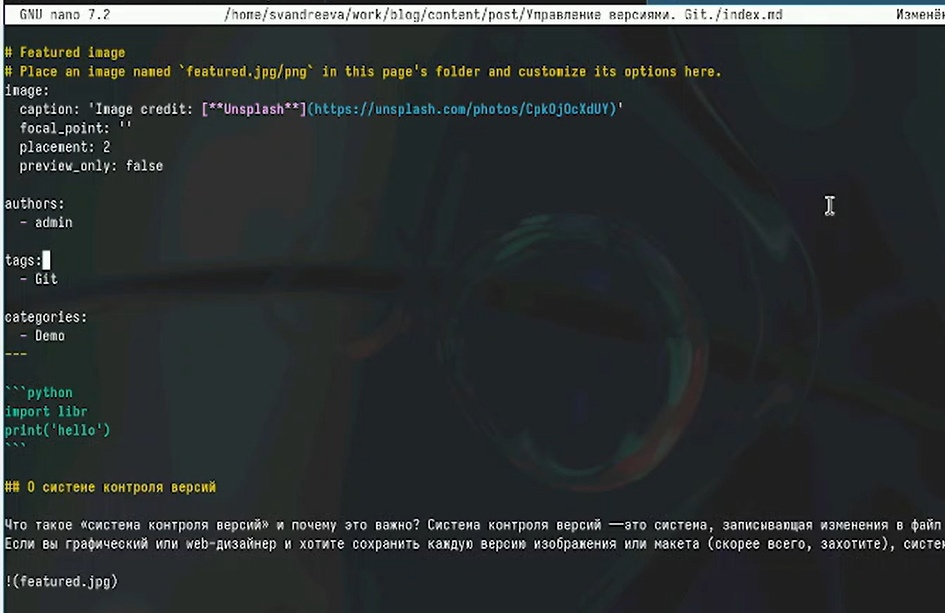 GNU nano 7.2 /home/svandreeva/work/blog/content/post/Управление версиями. Git./index.md
# Featured image
# Place an image named `featured.jpg/png` in this page's folder and customize its options here.
image:
  caption: 'Image credit: [**Unsplash**](https://unsplash.com/photos/CpkOjOcXdUY)'
  focal_point: ''
  placement: 2
  preview_only: false
authors:
  - admin
tags:
  - Git
categories:
  - Demo
---
```python
import libr
print('hello')
```
## О системе контроля версий
Что такое «система контроля версий» и почему это важно? Система контроля версий —это система, записывающая изменения в файл
Если вы графический или web-дизайнер и хотите сохранить каждую версию изображения или макета (скорее всего, захотите),
!(featured.jpg)